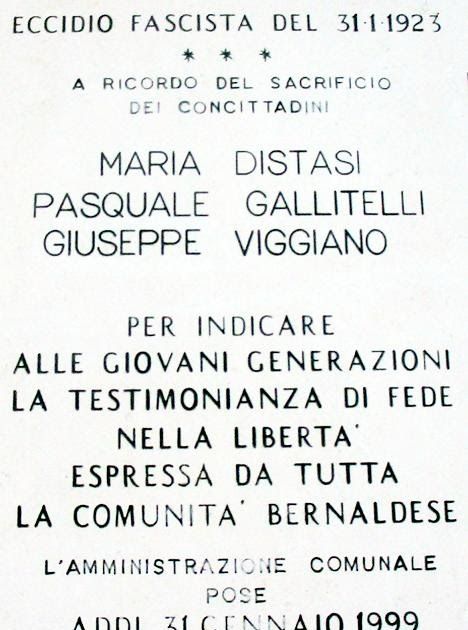 ECCIDIO FASCISTA DEL 31·1·1923
* * *
A RICORDO DEL SACRIFICIO
DEI CONCITTADINI
MARIA DISTASI
PASQUALE GALLITELLI
GIUSEPPE VIGGIANO
PER INDICARE
ALLE GIOVANI GENERAZIONI
LA TESTIMONIANZA DI FEDE
NELLA LIBERTA'
ESPRESSA DA TUTTA
LA COMUNITA' BERNALDESE
L'AMMINISTRAZIONE COMUNALE
POSE
ADDI 31 GENNAIO 1999